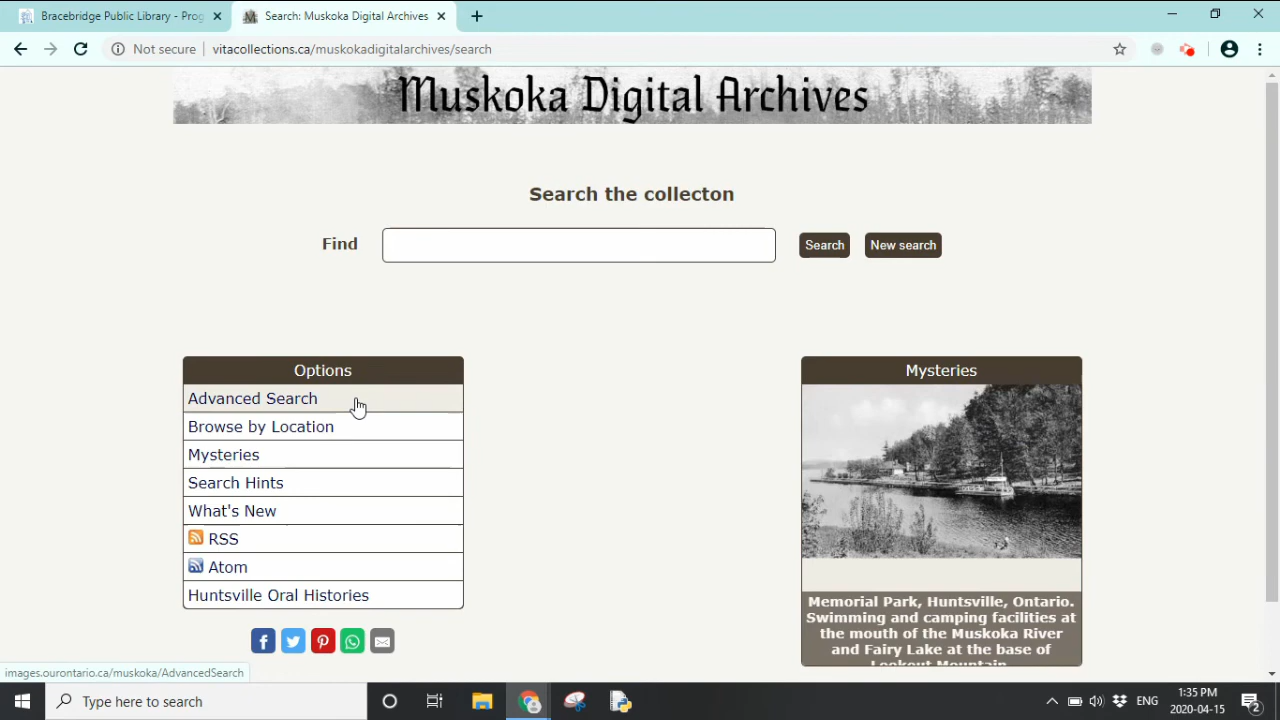 Bracebridge Public Library - Prog
Search: Muskoka Digital Archives
Not secure
vitacollections.ca/muskokadigitalarchives/search
Muskoka Digital Archives
Search the collecton
Find
Search
New search
Options
Advanced Search
Browse by Location
Mysteries
Search Hints
What's New
RSS
Atom
Huntsville Oral Histories
Mysteries
Memorial Park, Huntsville, Ontario.
Swimming and camping facilities at
the mouth of the Muskoka River
and Fairy Lake at the base of
Lookout Mountain.
images.ourontario.ca/muskoka/AdvancedSearch
Type here to search
ENG
1:35 PM
2020-04-15
2